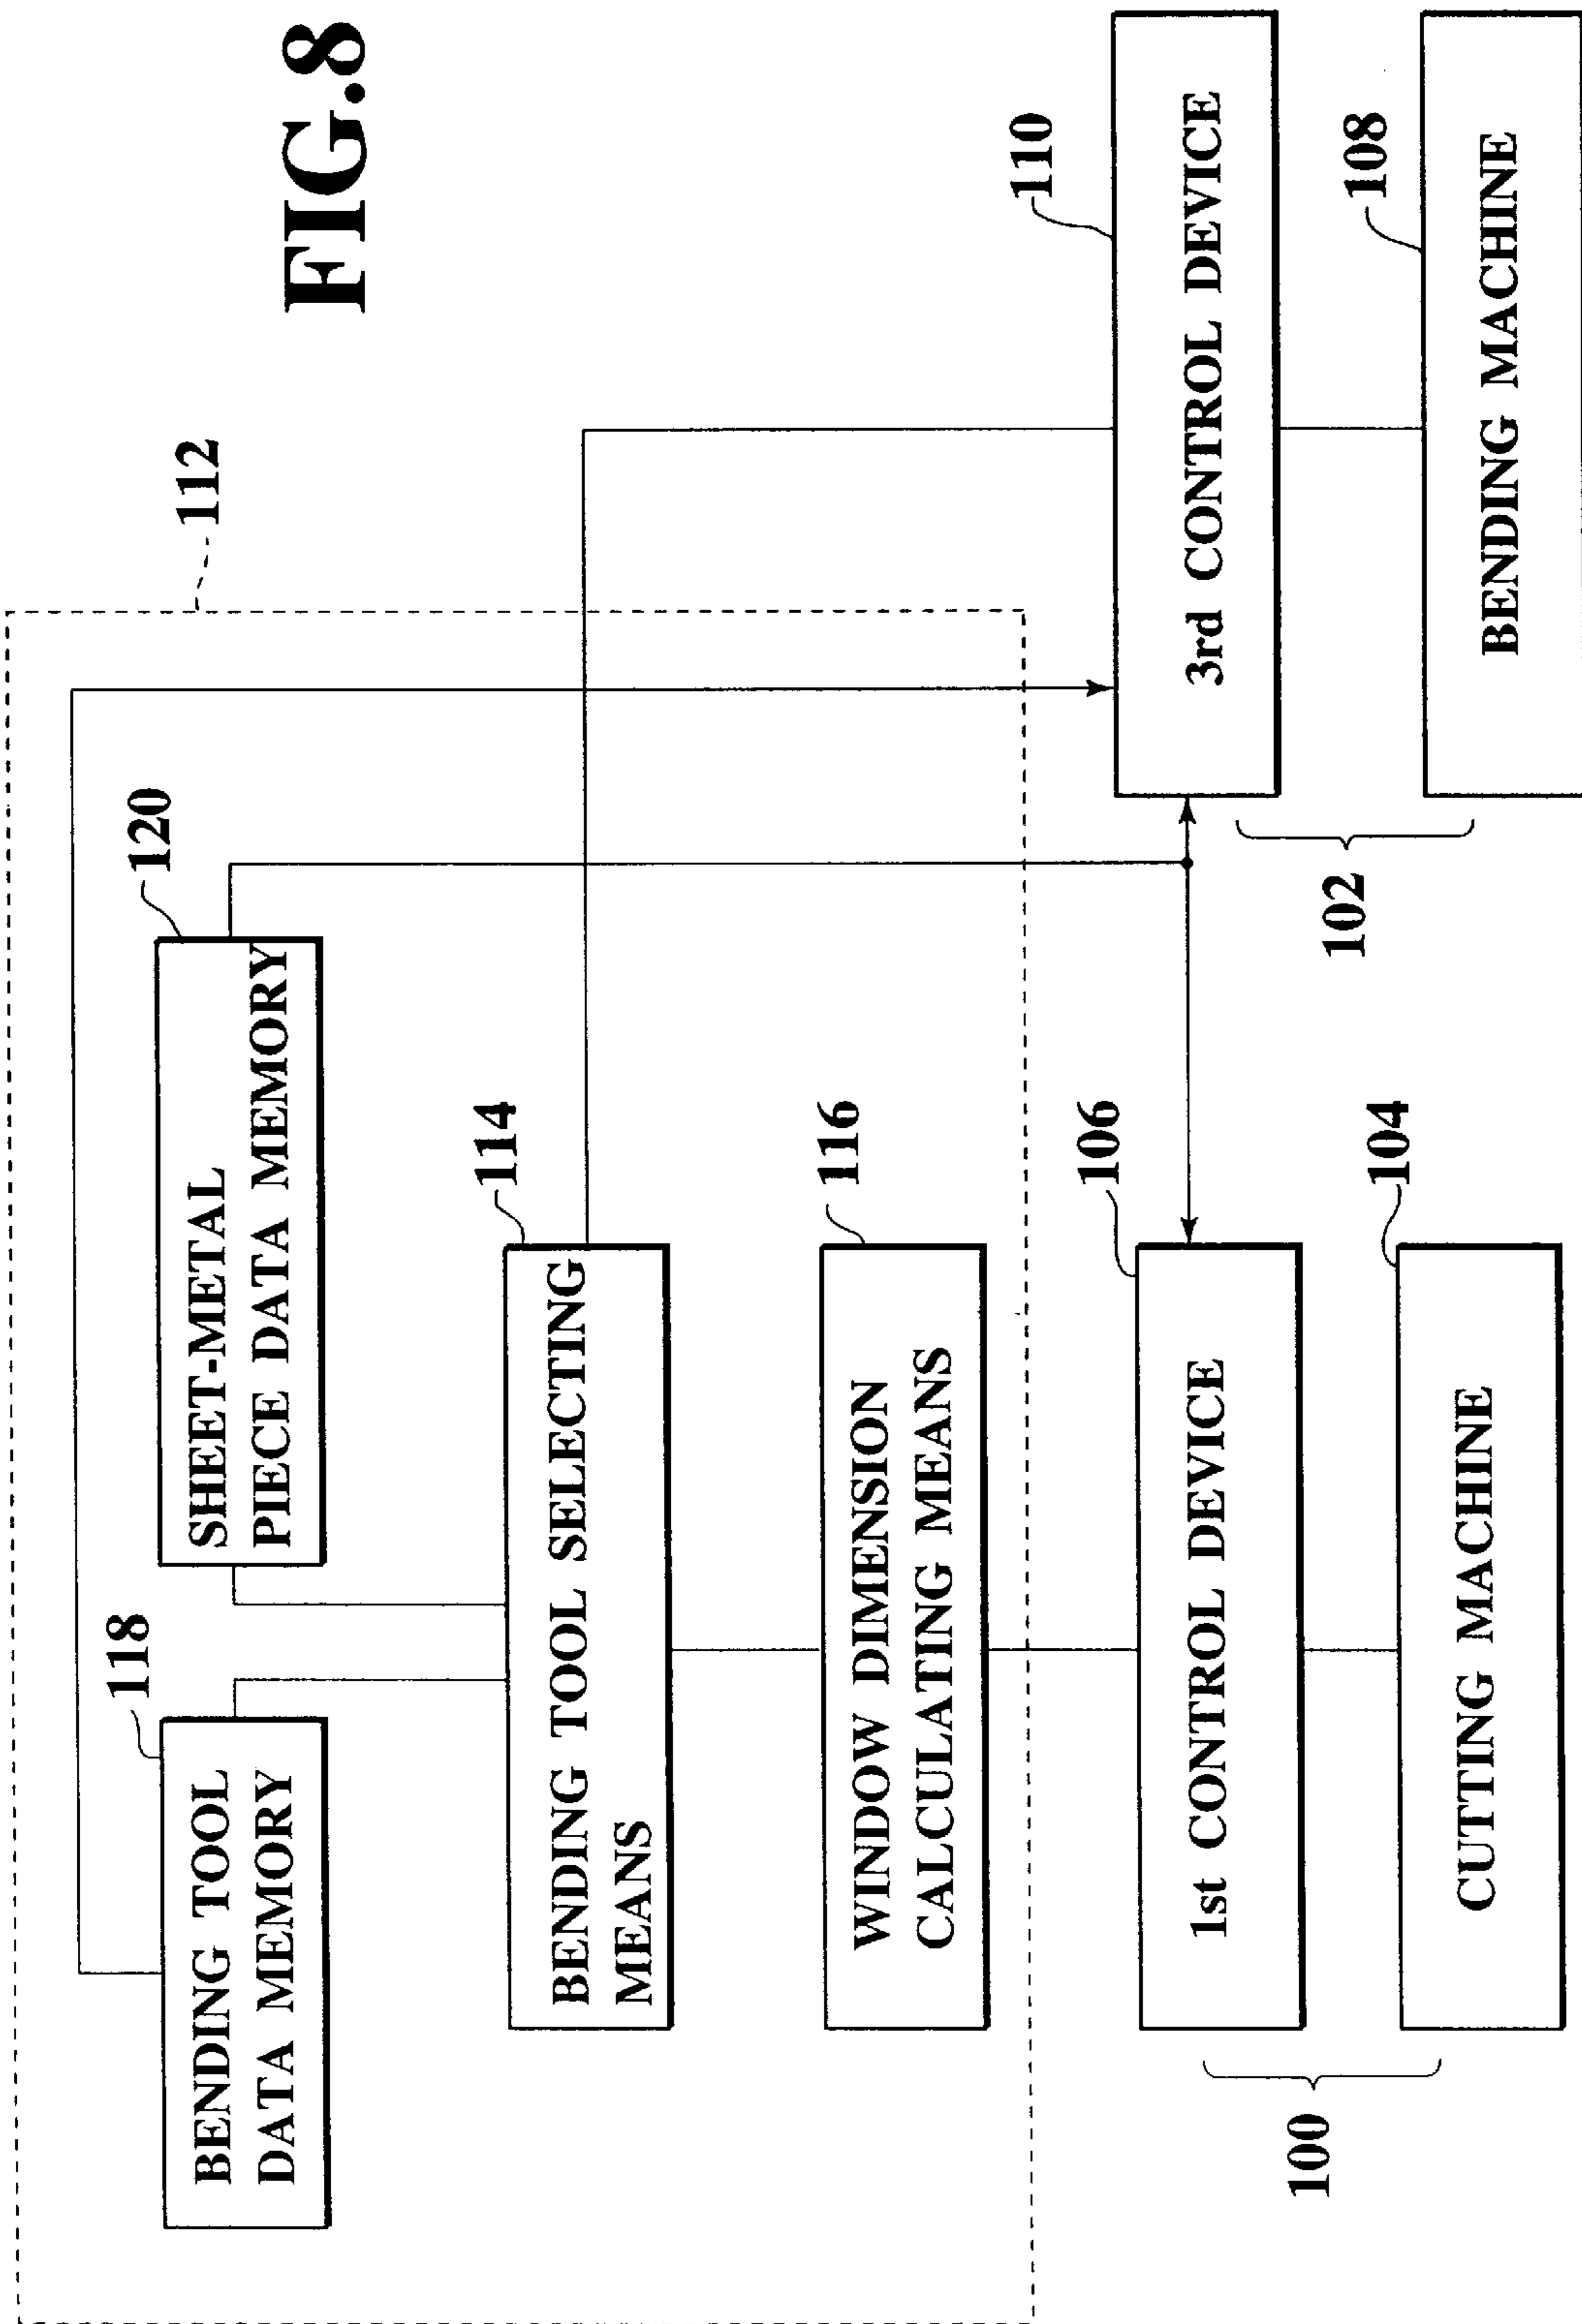 FIG.8
112
118
BENDING TOOL
DATA MEMORY
120
SHEET-METAL
PIECE DATA MEMORY
114
BENDING TOOL SELECTING
MEANS
116
WINDOW DIMENSION
CALCULATING MEANS
106
1st CONTROL DEVICE
110
3rd CONTROL DEVICE
104
CUTTING MACHINE
108
BENDING MACHINE
100
102